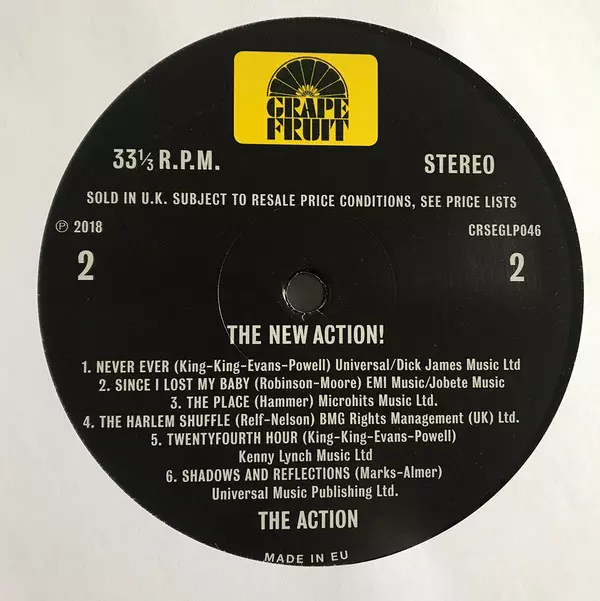 GRAPE
FRUIT
33⅓ R.P.M. STEREO
SOLD IN U.K. SUBJECT TO RESALE PRICE CONDITIONS, SEE PRICE LISTS
℗ 2018 CRSEGLP046
2 2
THE NEW ACTION!
1. NEVER EVER (King-King-Evans-Powell) Universal/Dick James Music Ltd
2. SINCE I LOST MY BABY (Robinson-Moore) EMI Music/Jobete Music
3. THE PLACE (Hammer) Microhits Music Ltd.
4. THE HARLEM SHUFFLE (Relf-Nelson) BMG Rights Management (UK) Ltd.
5. TWENTYFOURTH HOUR (King-King-Evans-Powell)
Kenny Lynch Music Ltd
6. SHADOWS AND REFLECTIONS (Marks-Almer)
Universal Music Publishing Ltd.
THE ACTION
MADE IN EU